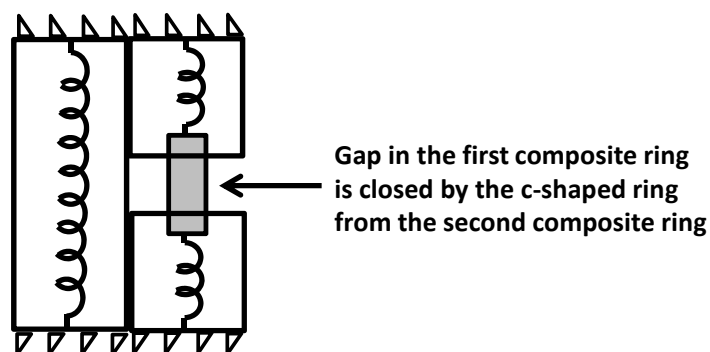 Gap in the first composite ring
is closed by the c-shaped ring
from the second composite ring